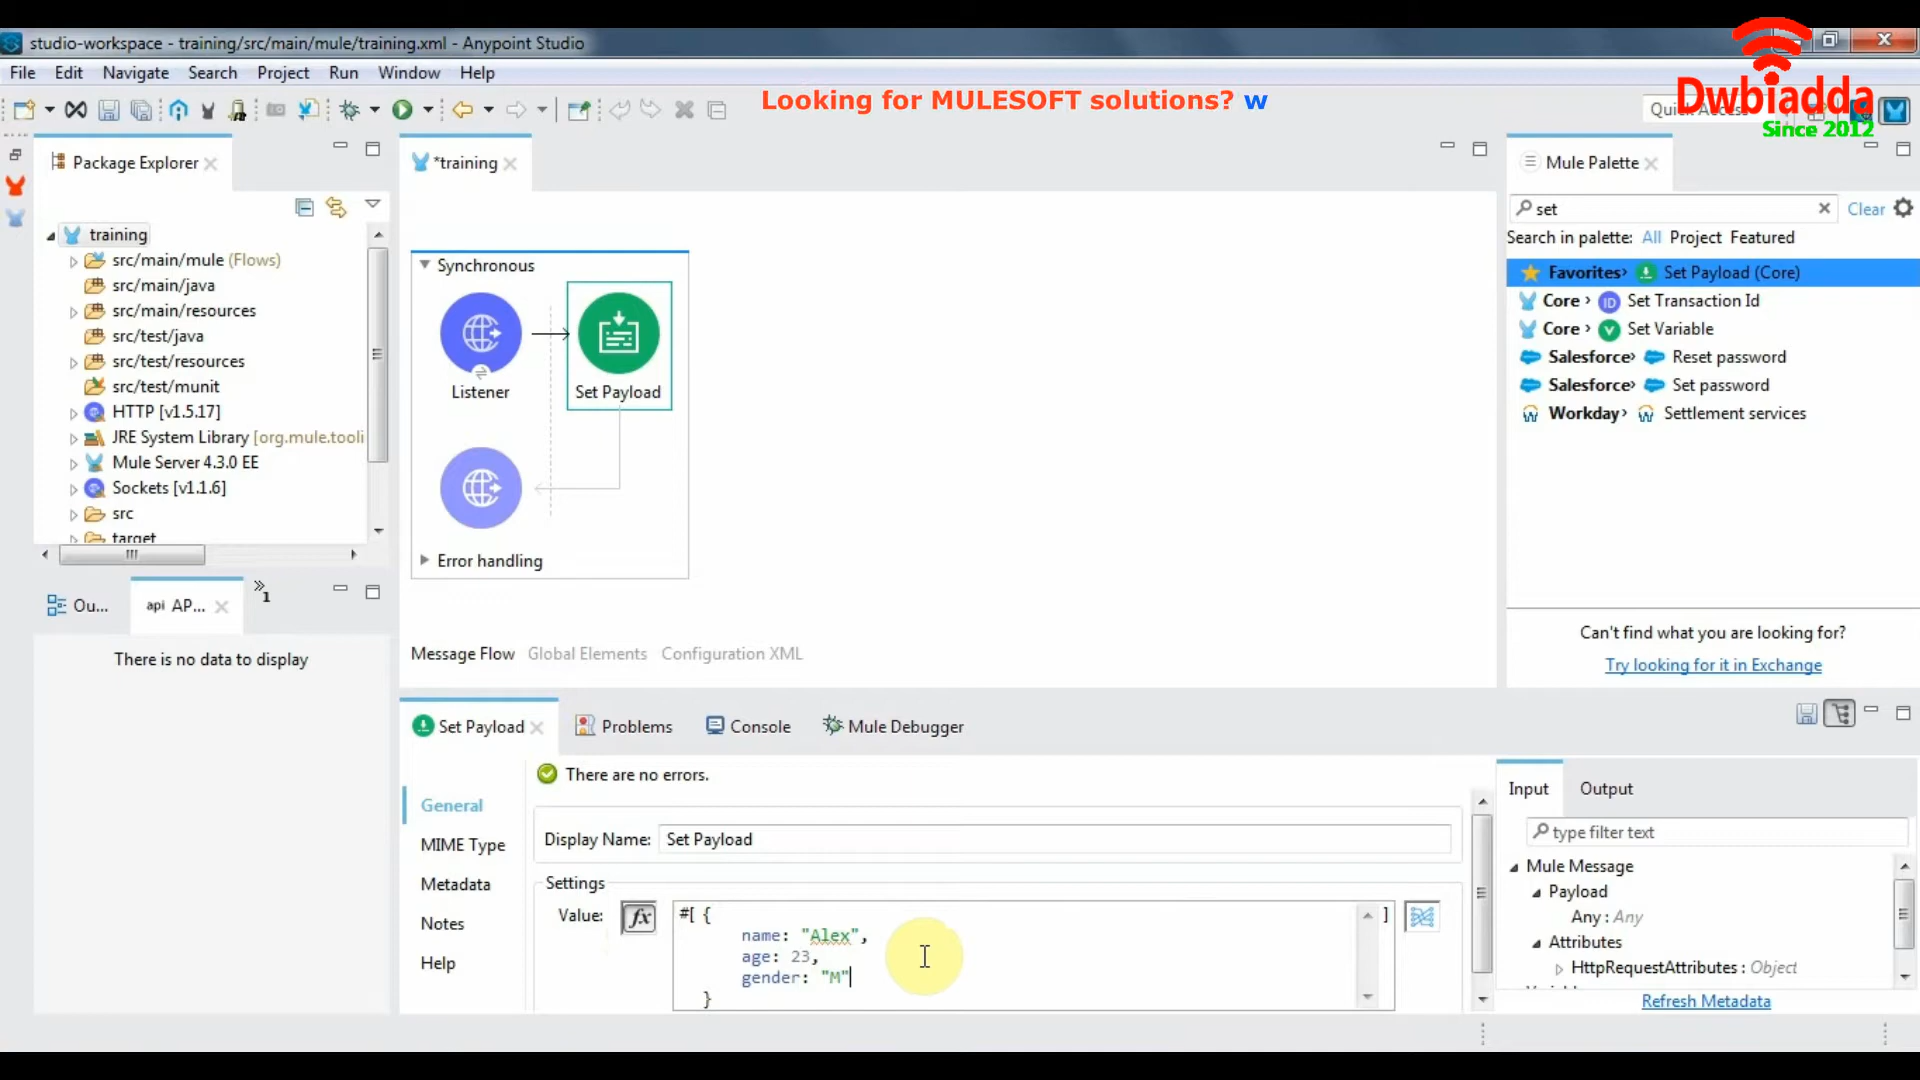 studio-workspace - training/src/main/mule/training.xml - Anypoint Studio
File Edit Navigate Search Project Run Window Help
Looking for MULESOFT solutions? w
Dwbiadda
Since 2012
Package Explorer
*training
Mule Palette
set
Clear
Search in palette: All Project Featured
training
src/main/mule (Flows)
src/main/java
src/main/resources
src/test/java
src/test/resources
src/test/munit
HTTP [v1.5.17]
JRE System Library [org.mule.tooli
Mule Server 4.3.0 EE
Sockets [v1.1.6]
src
target
Synchronous
Listener
Set Payload
Error handling
Favorites> Set Payload (Core)
Core > ID Set Transaction Id
Core > V Set Variable
Salesforce> Reset password
Salesforce> Set password
Workday> Settlement services
Can't find what you are looking for?
Try looking for it in Exchange
Ou...
api AP...
1
There is no data to display
Message Flow Global Elements Configuration XML
Set Payload
Problems
Console
Mule Debugger
There are no errors.
General
MIME Type
Metadata
Notes
Help
Display Name: Set Payload
Settings
Value: fx
#[ {
name: "Alex",
age: 23,
gender: "M"
}
]
Input Output
type filter text
Mule Message
Payload
Any : Any
Attributes
HttpRequestAttributes : Object
Refresh Metadata